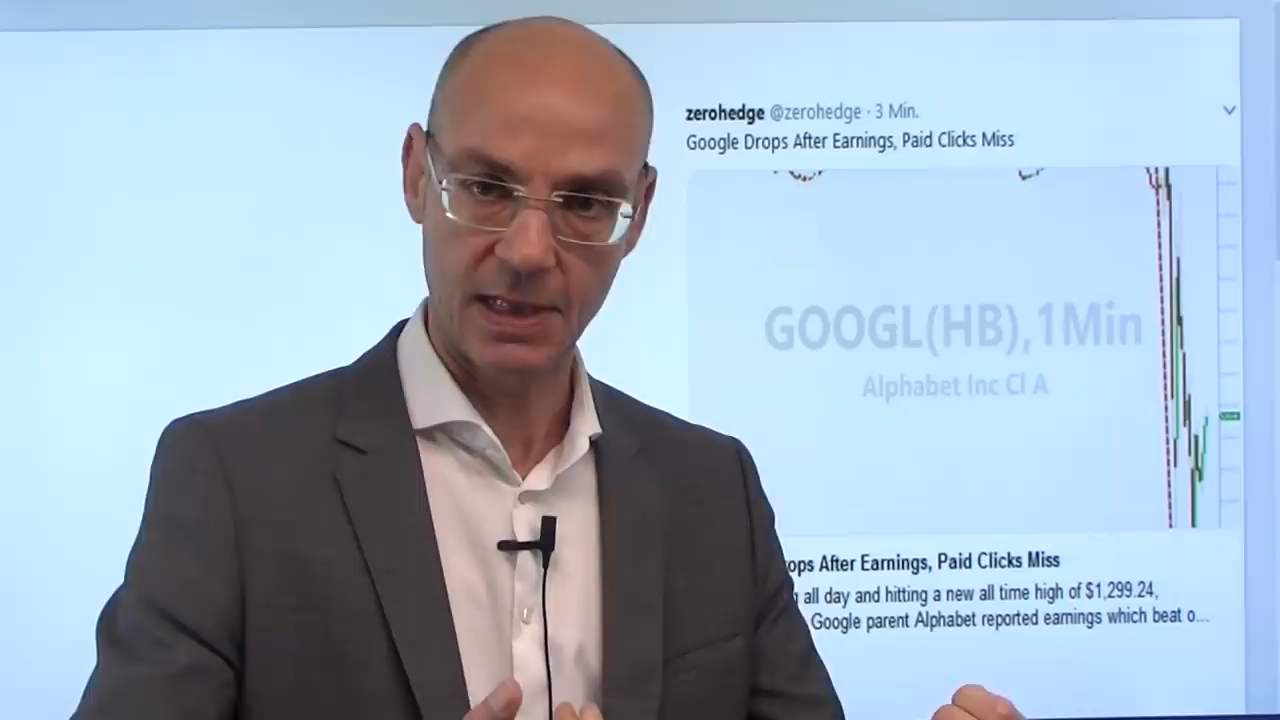 zerohedge @zerohedge · 3 Min.
Google Drops After Earnings, Paid Clicks Miss
GOOGL(HB),1Min
Alphabet Inc Cl A
ops After Earnings, Paid Clicks Miss
all day and hitting a new all time high of $1,299.24,
Google parent Alphabet reported earnings which beat o...